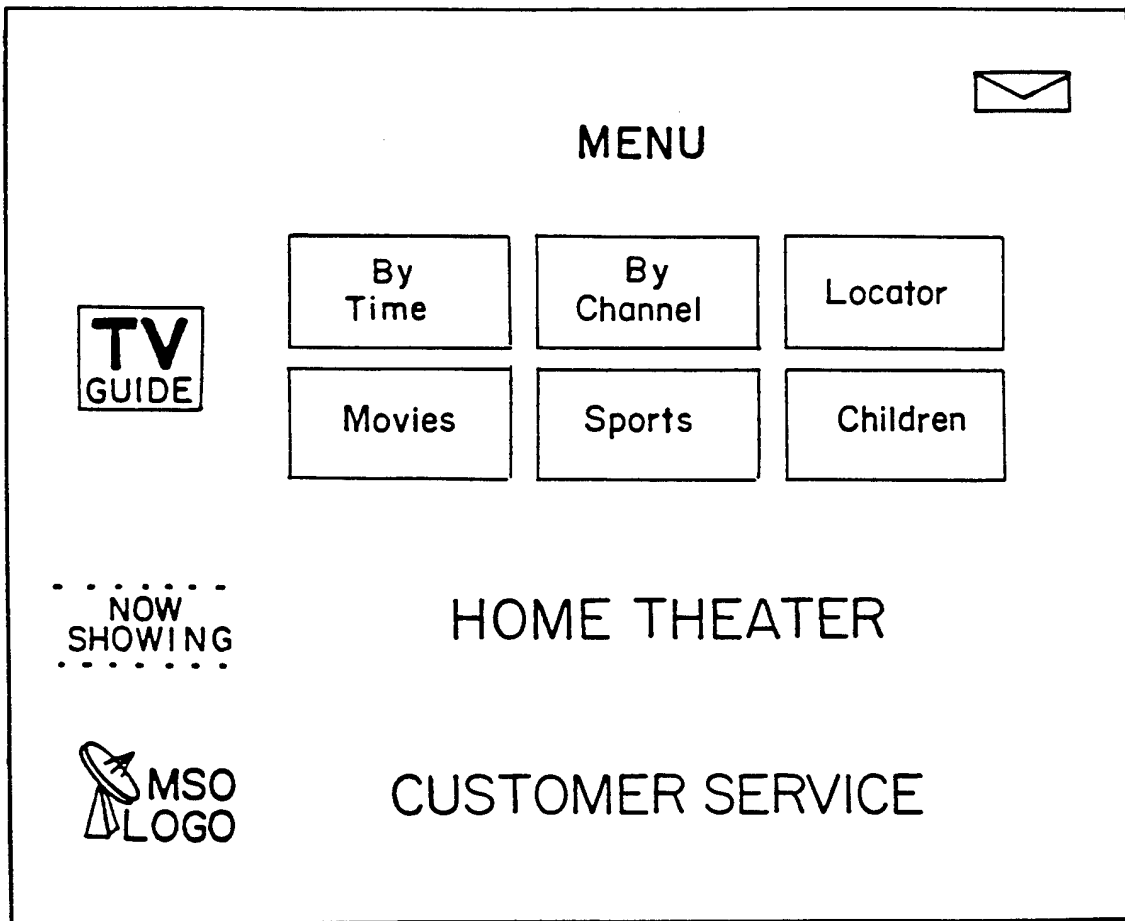 MENU
By
Time
By
Channel
Locator
TV
GUIDE
Movies
Sports
Children
NOW
SHOWING
HOME THEATER
MSO
LOGO
CUSTOMER SERVICE